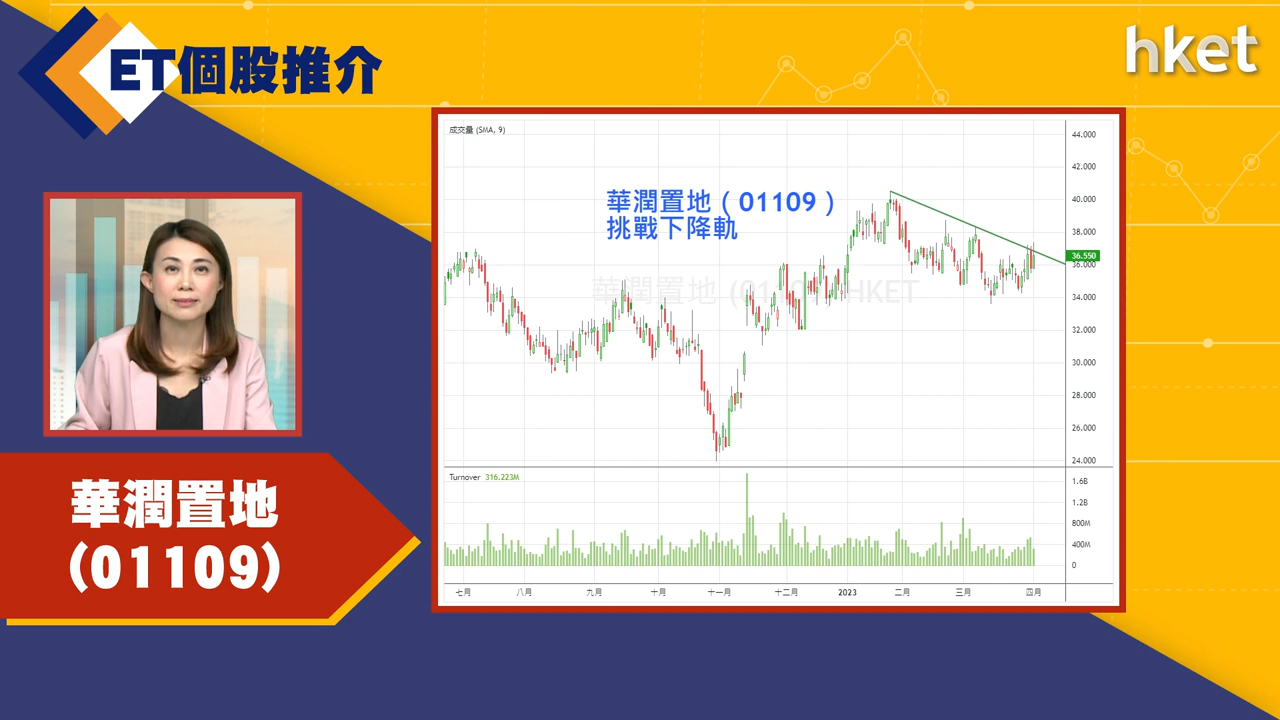 ET個股推介
hket
成交量 (SMA, 9)
華潤置地（01109）
挑戰下降軌
44.000
42.000
40.000
38.000
36.550
36.000
34.000
32.000
30.000
28.000
26.000
24.000
Turnover 316.223M
1.6B
1.2B
800M
400M
0
七月 八月 九月 十月 十一月 十二月 2023 二月 三月 四月
華潤置地
(01109)